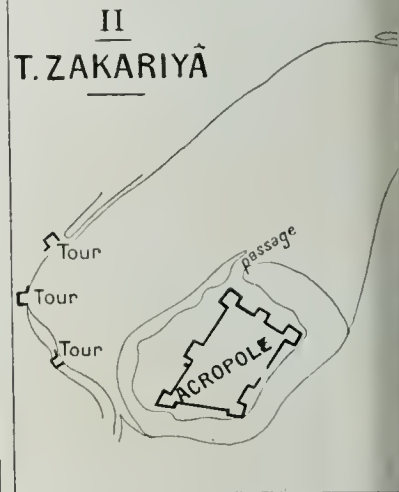 II
T. ZAKARIYÂ
passage
Tour
Tour
Tour
ACROPOLE